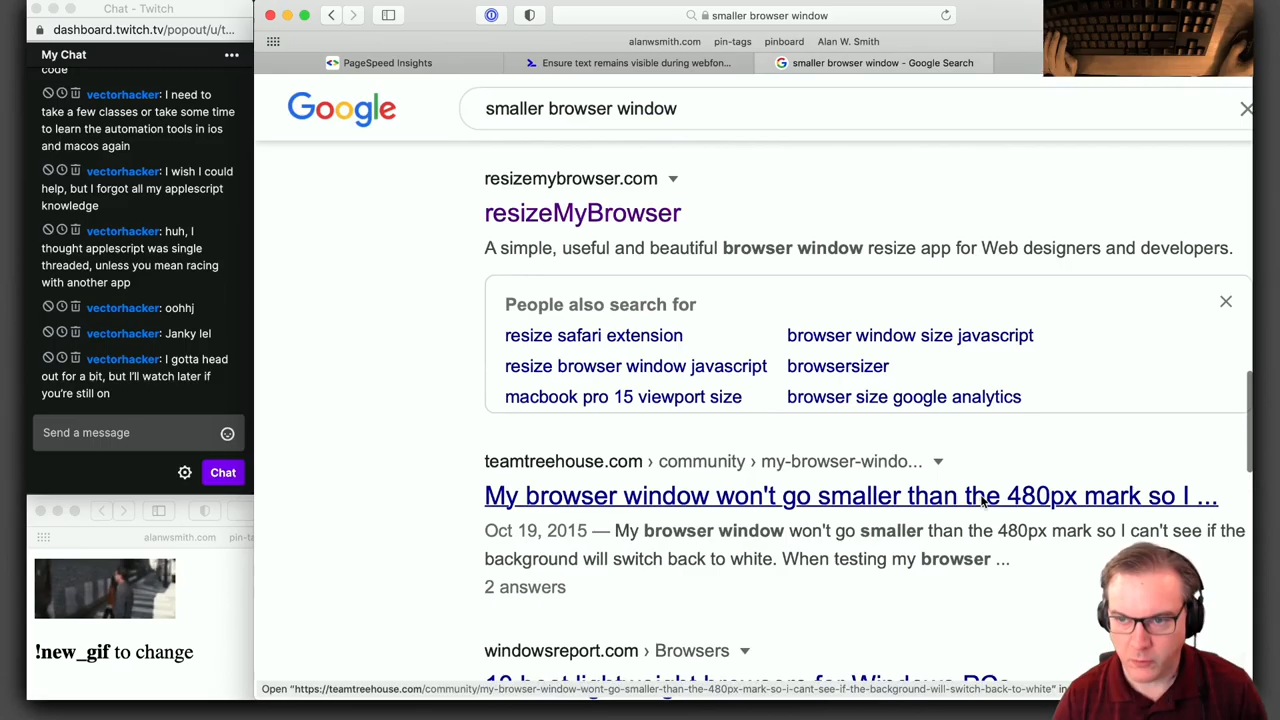 Chat - Twitch
dashboard.twitch.tv/popout/u/t...
My Chat
code
vectorhacker: I need to
take a few classes or take some time
to learn the automation tools in ios
and macos again
vectorhacker: I wish I could
help, but I forgot all my applescript
knowledge
vectorhacker: huh, I
thought applescript was single
threaded, unless you mean racing
with another app
vectorhacker: oohhj
vectorhacker: Janky lel
vectorhacker: I gotta head
out for a bit, but I'll watch later if
you're still on
Send a message
Chat
alanwsmith.com pin-ta
!new_gif to change
smaller browser window
alanwsmith.com pin-tags pinboard Alan W. Smith
PageSpeed Insights
Ensure text remains visible during webfon...
smaller browser window - Google Search
Google
smaller browser window
resizemybrowser.com
resizeMyBrowser
A simple, useful and beautiful browser window resize app for Web designers and developers.
People also search for
resize safari extension browser window size javascript
resize browser window javascript browsersizer
macbook pro 15 viewport size browser size google analytics
teamtreehouse.com › community › my-browser-windo...
My browser window won't go smaller than the 480px mark so I ...
Oct 19, 2015 — My browser window won't go smaller than the 480px mark so I can't see if the
background will switch back to white. When testing my browser ...
2 answers
windowsreport.com › Browsers
10 best lightweight browsers for Windows PCs
Open "https://teamtreehouse.com/community/my-browser-window-wont-go-smaller-than-the-480px-mark-so-i-cant-see-if-the-background-will-switch-back-to-white" in